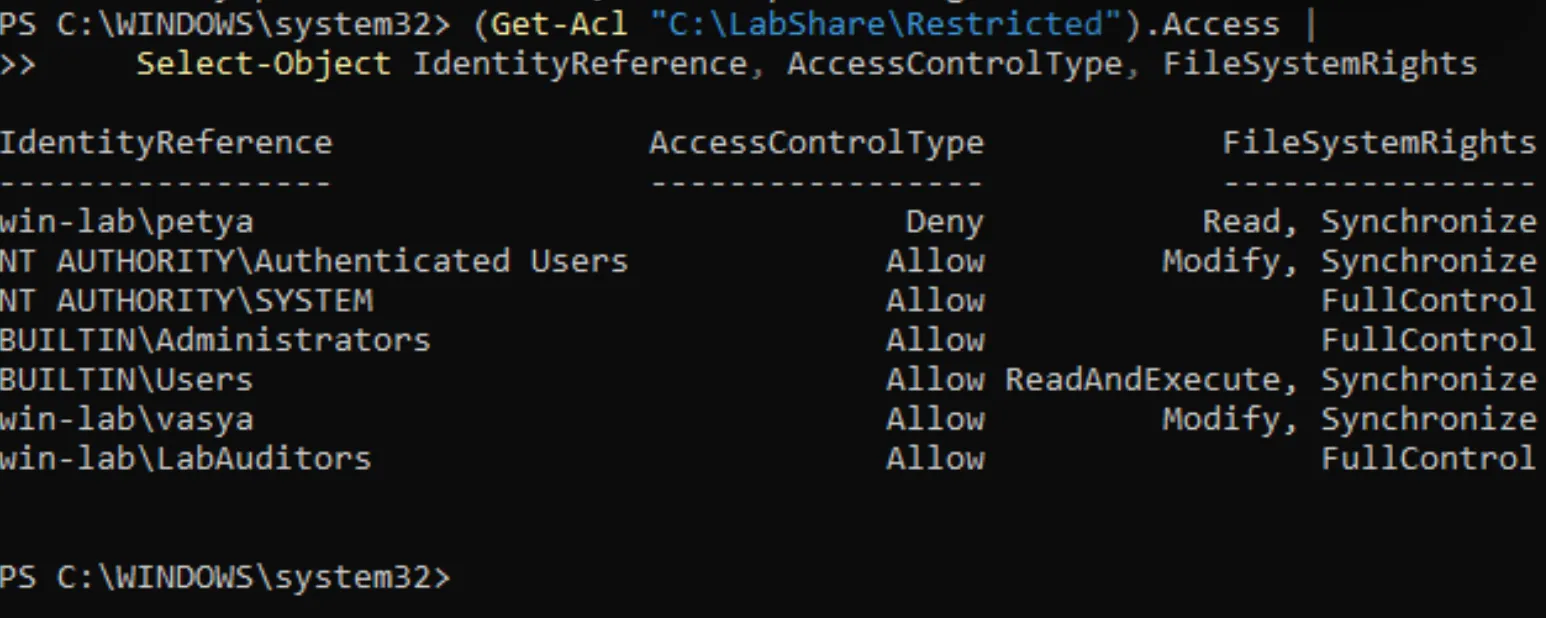 PS C:\WINDOWS\system32> (Get-Acl "C:\LabShare\Restricted").Access |
>>     Select-Object IdentityReference, AccessControlType, FileSystemRights
IdentityReference                AccessControlType            FileSystemRights
-----------------                -----------------            ----------------
win-lab\petya                                 Deny           Read, Synchronize
NT AUTHORITY\Authenticated Users             Allow         Modify, Synchronize
NT AUTHORITY\SYSTEM                          Allow                 FullControl
BUILTIN\Administrators                       Allow                 FullControl
BUILTIN\Users                                Allow ReadAndExecute, Synchronize
win-lab\vasya                                Allow         Modify, Synchronize
win-lab\LabAuditors                          Allow                 FullControl
PS C:\WINDOWS\system32>